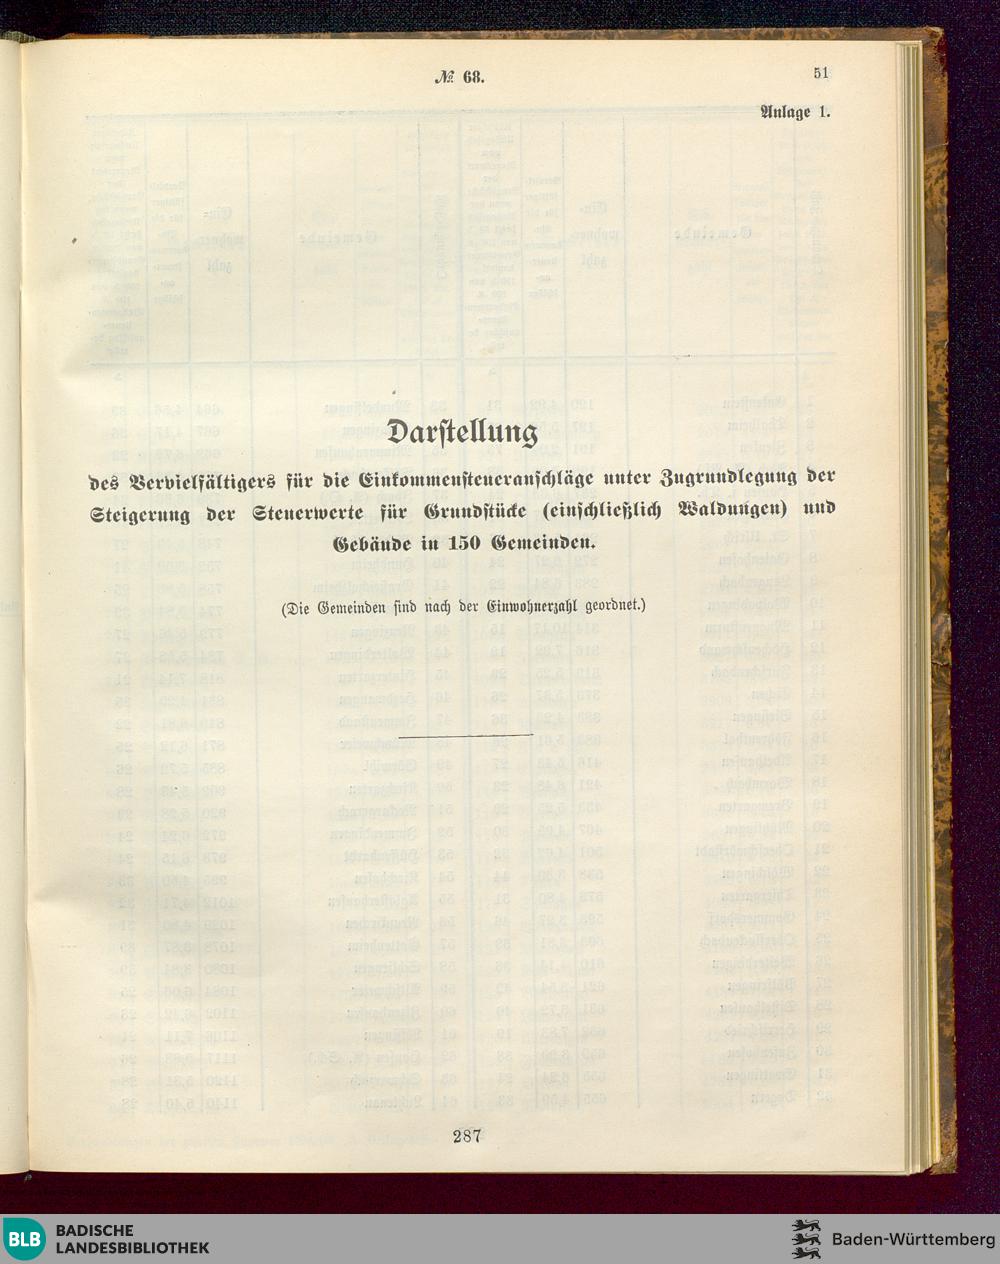 № 68.
51
Anlage 1.
Darstellung
des Vervielfältigers für die Einkommensteueranschläge unter Zugrundlegung der
Steigerung der Steuerwerte für Grundstücke (einschließlich Waldungen) und
Gebäude in 150 Gemeinden.
(Die Gemeinden sind nach der Einwohnerzahl geordnet.)
287
BLB
BADISCHE
LANDESBIBLIOTHEK
Baden-Württemberg